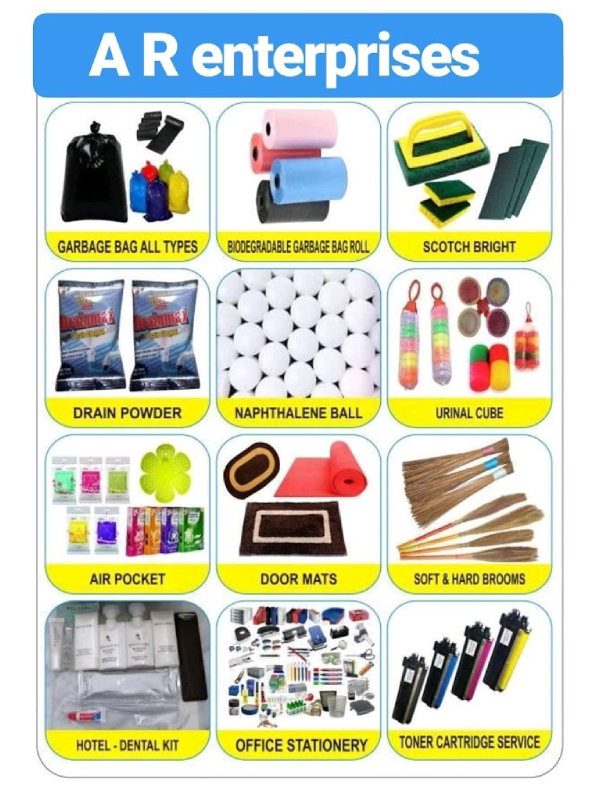 A R enterprises
GARBAGE BAG ALL TYPES
BIODEGRADABLE GARBAGE BAG ROLL
SCOTCH BRIGHT
DRAIN POWDER
NAPHTHALENE BALL
URINAL CUBE
AIR POCKET
DOOR MATS
SOFT & HARD BROOMS
HOTEL - DENTAL KIT
OFFICE STATIONERY
TONER CARTRIDGE SERVICE